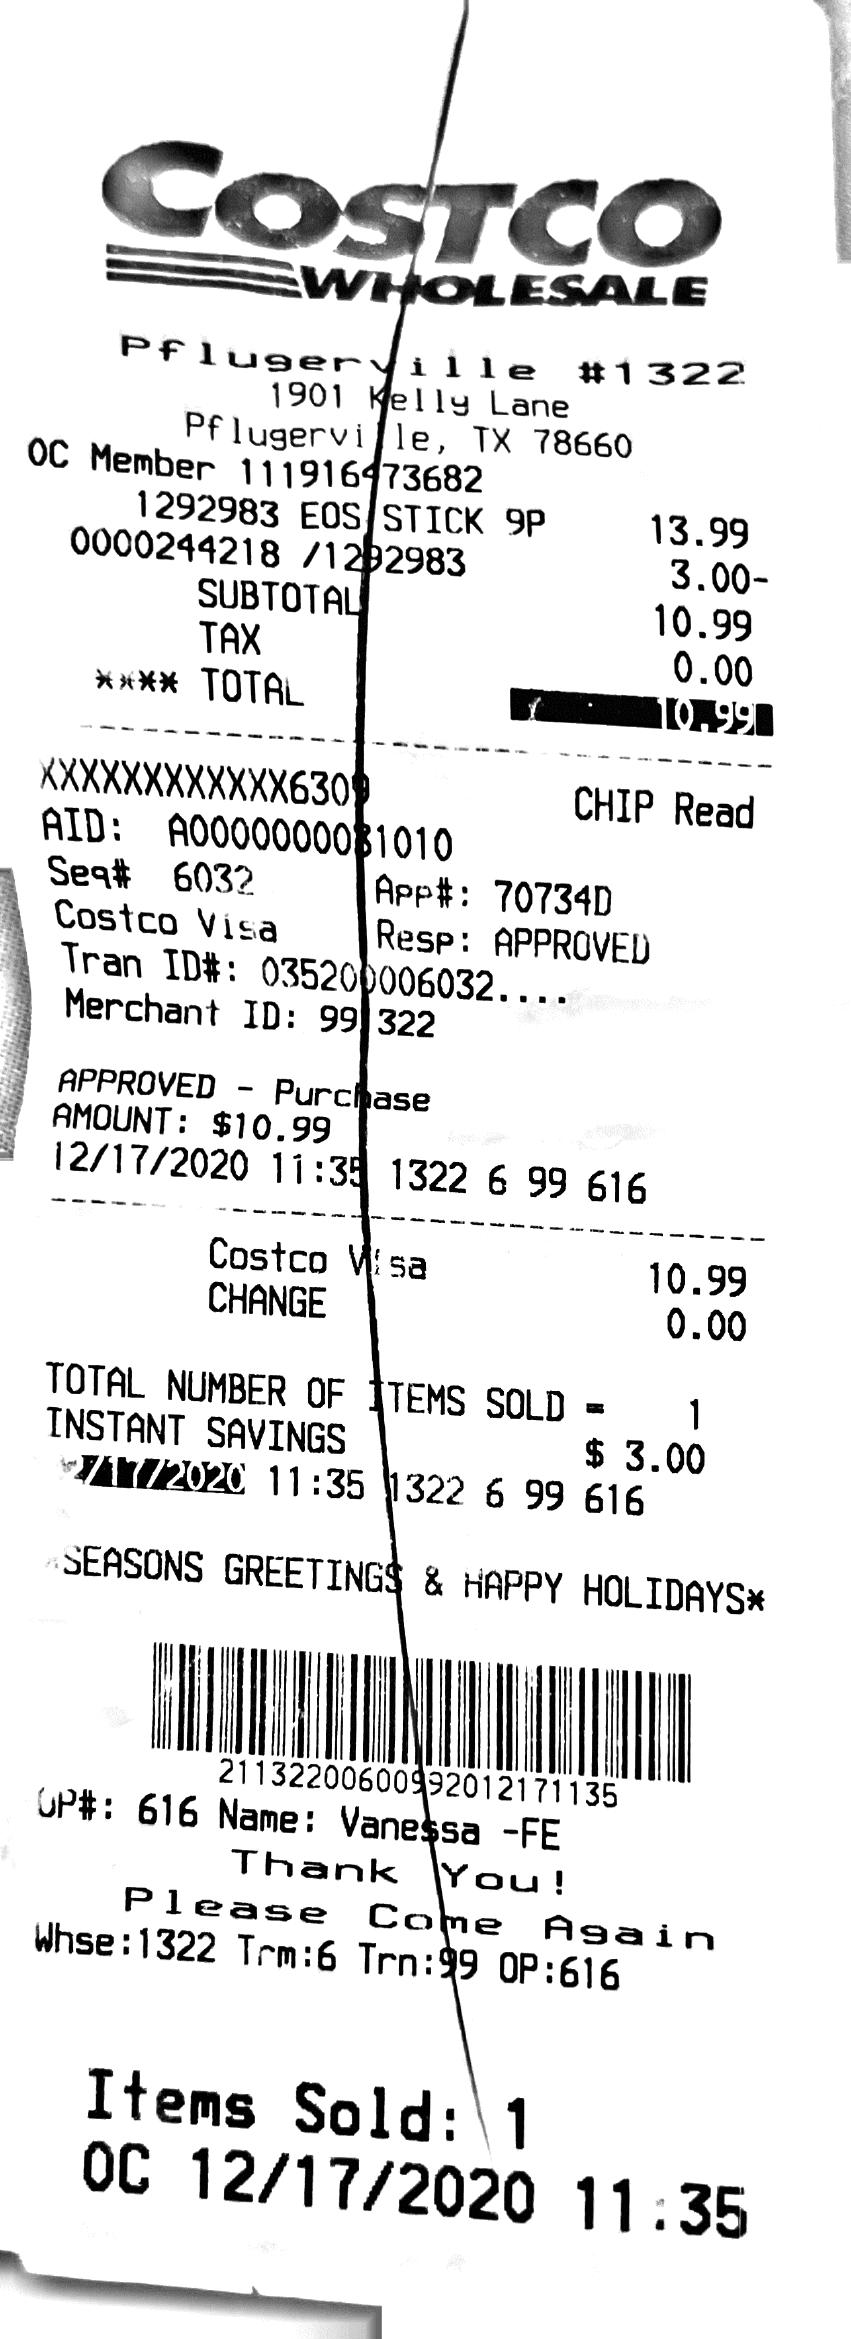 COSTCO
WHOLESALE
Pflugerville #1322
1901 Kelly Lane
Pflugerville, TX 78660
OC Member 111916473682
1292983 EOS STICK 9P 13.99
0000244218 /1292983 3.00-
SUBTOTAL 10.99
TAX 0.00
**** TOTAL 10.99
XXXXXXXXXXXX6309 CHIP Read
AID: A0000000081010
Seq# 6032 App#: 70734D
Costco Visa Resp: APPROVED
Tran ID#: 035200006032....
Merchant ID: 991322
APPROVED - Purchase
AMOUNT: $10.99
12/17/2020 11:35 1322 6 99 616
Costco Visa 10.99
CHANGE 0.00
TOTAL NUMBER OF ITEMS SOLD = 1
INSTANT SAVINGS $ 3.00
12/17/2020 11:35 1322 6 99 616
*SEASONS GREETINGS & HAPPY HOLIDAYS*
21132200600992012171135
OP#: 616 Name: Vanessa -FE
Thank You!
Please Come Again
Whse:1322 Trm:6 Trn:99 OP:616
Items Sold: 1
OC 12/17/2020 11:35